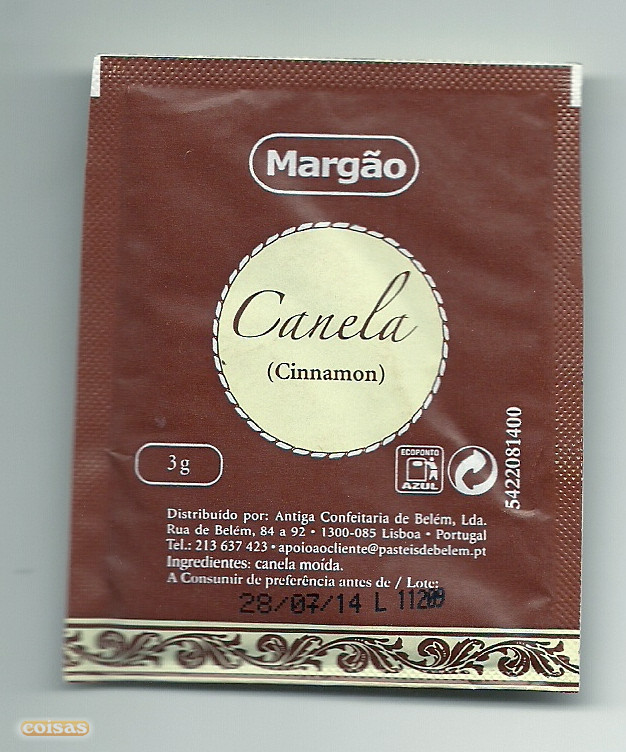 Margão
Canela
(Cinnamon)
3 g
ECOPONTO
AZUL
5422081400
Distribuído por: Antiga Confeitaria de Belém, Lda.
Rua de Belém, 84 a 92 • 1300-085 Lisboa • Portugal
Tel.: 213 637 423 • apoioaocliente@pasteisdebelem.pt
Ingredientes: canela moída.
A Consumir de preferência antes de / Lote:
28/07/14 L
coisas